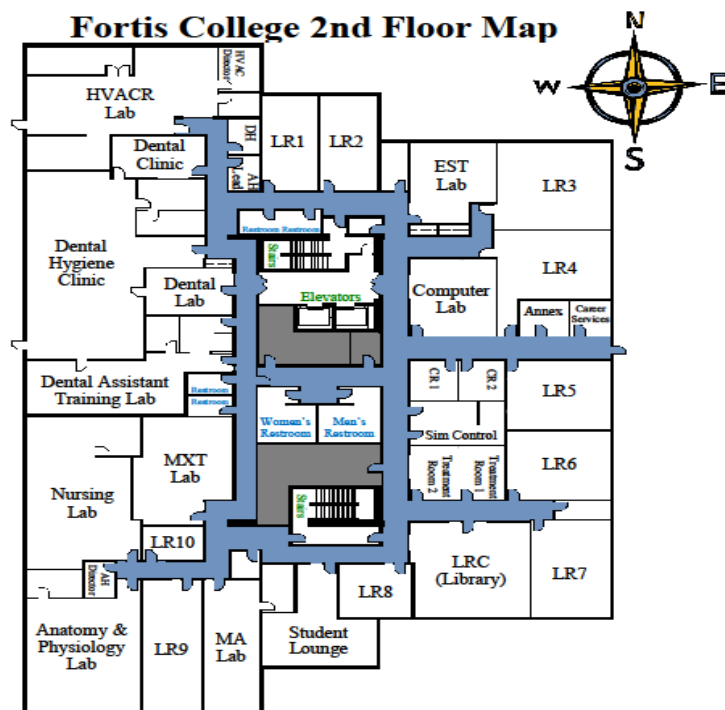 Fortis College 2nd Floor Map
N
W
E
S
HVAC
Director
HVACR
Lab
DH
AH
Lead
LR1
LR2
Dental
Clinic
EST
Lab
LR3
Restroom Restroom
Stairs
Dental
Hygiene
Clinic
Dental
Lab
Elevators
Computer
Lab
LR4
Annex
Career
Services
Dental Assistant
Training Lab
Restroom
Restroom
CR 1
CR 2
LR5
Women's
Restroom
Men's
Restroom
Sim Control
MXT
Lab
Nursing
Lab
Treatment
Room 2
Treatment
Room 1
LR6
Stairs
LR10
AH
Director
LRC
(Library)
LR7
LR8
Anatomy &
Physiology
Lab
LR9
MA
Lab
Student
Lounge